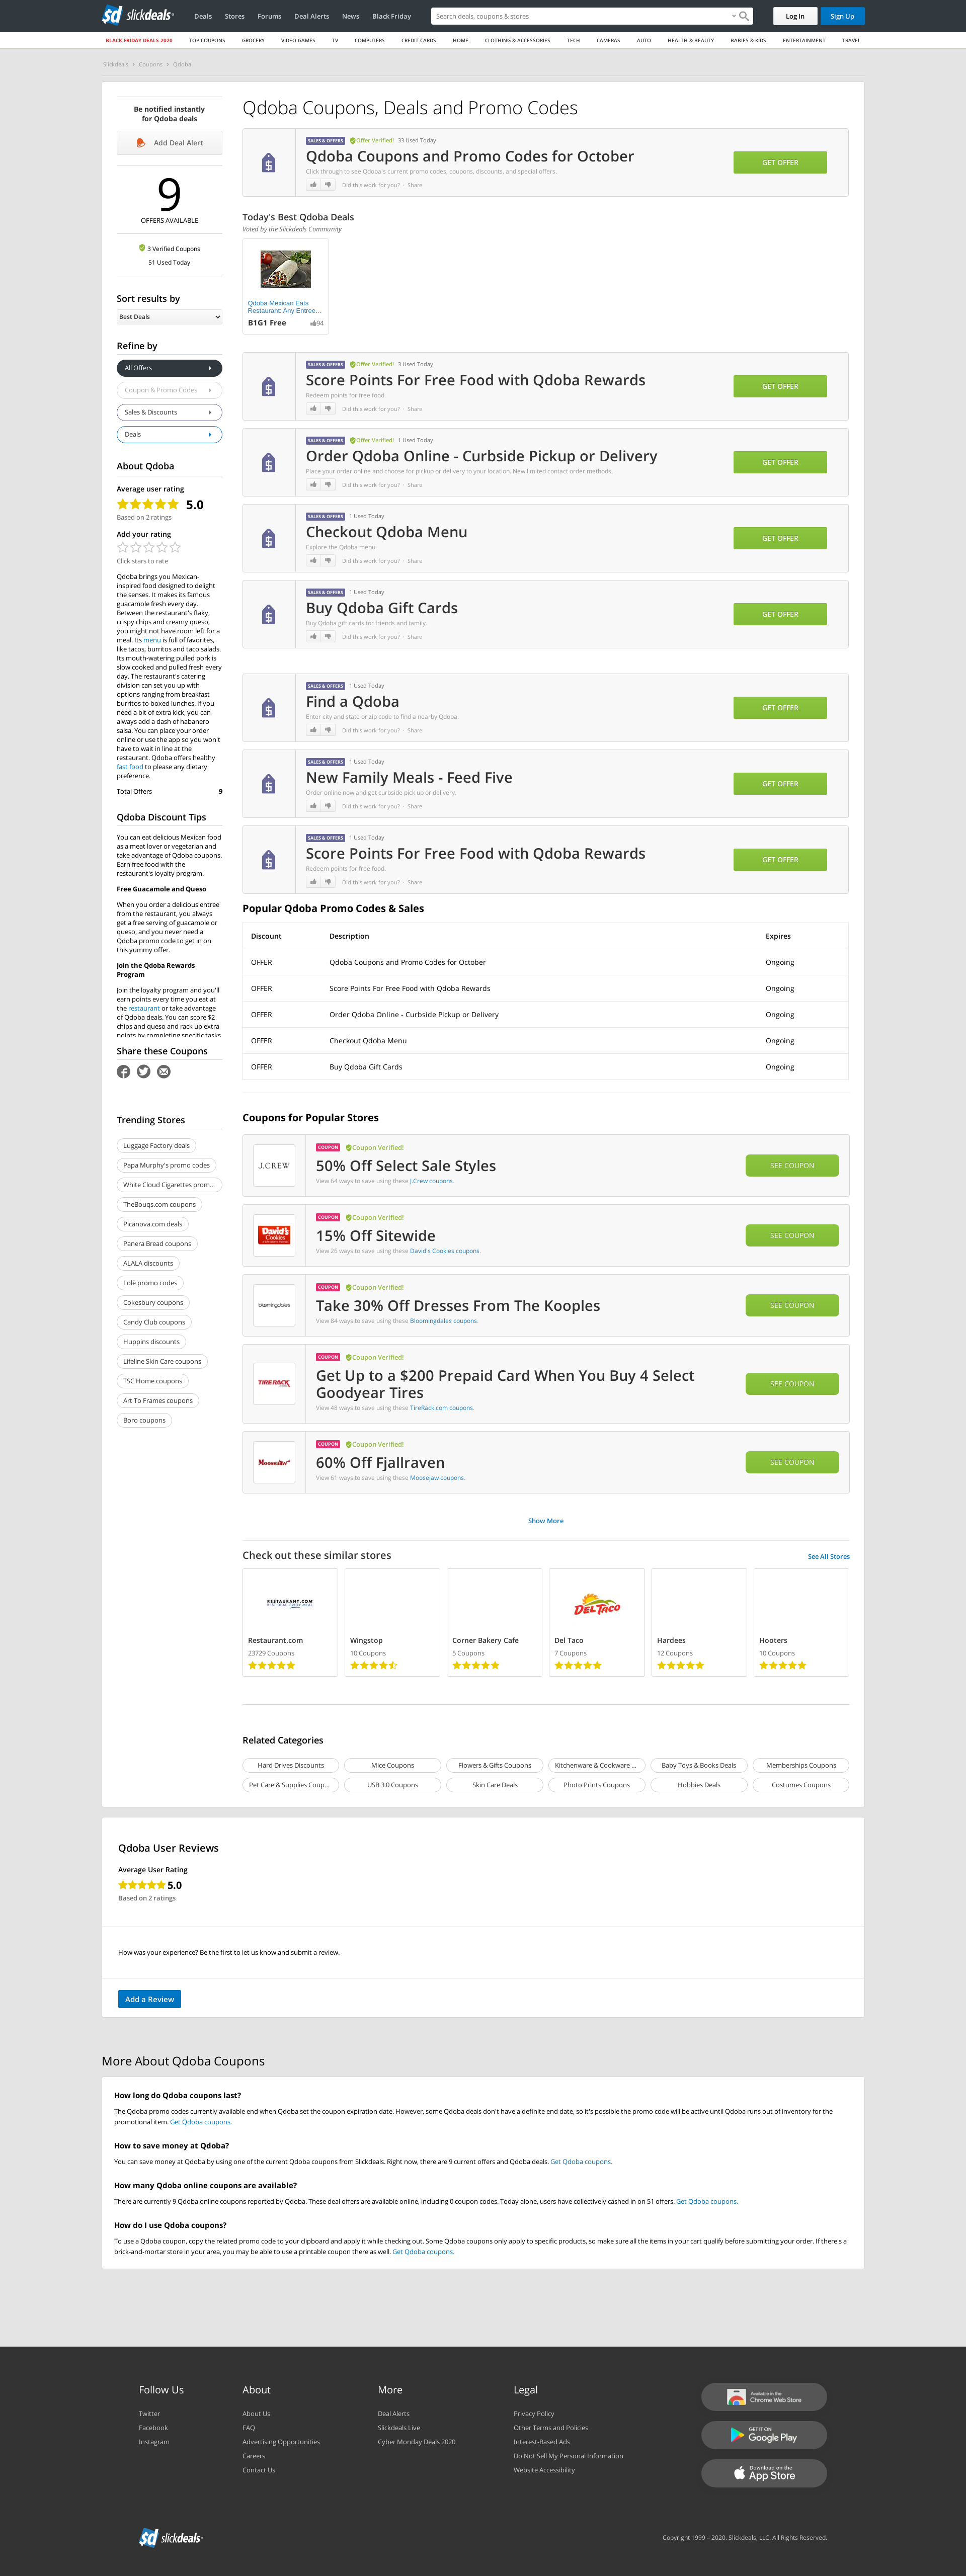 sd slickdeals
Deals Stores Forums Deal Alerts News Black Friday
Search deals, coupons & stores
Log In Sign Up
BLACK FRIDAY DEALS 2020 TOP COUPONS GROCERY VIDEO GAMES TV COMPUTERS CREDIT CARDS HOME CLOTHING & ACCESSORIES TECH CAMERAS AUTO HEALTH & BEAUTY BABIES & KIDS ENTERTAINMENT TRAVEL
Slickdeals > Coupons > Qdoba
Be notified instantly
for Qdoba deals
Add Deal Alert
9
OFFERS AVAILABLE
3 Verified Coupons
51 Used Today
Sort results by
Best Deals
Refine by
All Offers
Coupon & Promo Codes
Sales & Discounts
Deals
About Qdoba
Average user rating
5.0
Based on 2 ratings
Add your rating
Click stars to rate
Qdoba brings you Mexican-
inspired food designed to delight
the senses. It makes its famous
guacamole fresh every day.
Between the restaurant's flaky,
crispy chips and creamy queso,
you might not have room left for a
meal. Its menu is full of favorites,
like tacos, burritos and taco salads.
Its mouth-watering pulled pork is
slow cooked and pulled fresh every
day. The restaurant's catering
division can set you up with
options ranging from breakfast
burritos to boxed lunches. If you
need a bit of extra kick, you can
always add a dash of habanero
salsa. You can place your order
online or use the app so you won't
have to wait in line at the
restaurant. Qdoba offers healthy
fast food to please any dietary
preference.
Total Offers 9
Qdoba Discount Tips
You can eat delicious Mexican food
as a meat lover or vegetarian and
take advantage of Qdoba coupons.
Earn free food with the
restaurant's loyalty program.
Free Guacamole and Queso
When you order a delicious entree
from the restaurant, you always
get a free serving of guacamole or
queso, and you never need a
Qdoba promo code to get in on
this yummy offer.
Join the Qdoba Rewards
Program
Join the loyalty program and you'll
earn points every time you eat at
the restaurant or take advantage
of Qdoba deals. You can score $2
chips and queso and rack up extra
points by completing specific tasks
Share these Coupons
Trending Stores
Luggage Factory deals
Papa Murphy's promo codes
White Cloud Cigarettes prom...
TheBouqs.com coupons
Picanova.com deals
Panera Bread coupons
ALALA discounts
Lolë promo codes
Cokesbury coupons
Candy Club coupons
Huppins discounts
Lifeline Skin Care coupons
TSC Home coupons
Art To Frames coupons
Boro coupons
Qdoba Coupons, Deals and Promo Codes
SALES & OFFERS Offer Verified! 33 Used Today
Qdoba Coupons and Promo Codes for October
Click through to see Qdoba's current promo codes, coupons, discounts, and special offers.
Did this work for you? · Share
GET OFFER
Today's Best Qdoba Deals
Voted by the Slickdeals Community
Qdoba Mexican Eats
Restaurant: Any Entree...
B1G1 Free 94
SALES & OFFERS Offer Verified! 3 Used Today
Score Points For Free Food with Qdoba Rewards
Redeem points for free food.
Did this work for you? · Share
GET OFFER
SALES & OFFERS Offer Verified! 1 Used Today
Order Qdoba Online - Curbside Pickup or Delivery
Place your order online and choose for pickup or delivery to your location. New limited contact order methods.
Did this work for you? · Share
GET OFFER
SALES & OFFERS 1 Used Today
Checkout Qdoba Menu
Explore the Qdoba menu.
Did this work for you? · Share
GET OFFER
SALES & OFFERS 1 Used Today
Buy Qdoba Gift Cards
Buy Qdoba gift cards for friends and family.
Did this work for you? · Share
GET OFFER
SALES & OFFERS 1 Used Today
Find a Qdoba
Enter city and state or zip code to find a nearby Qdoba.
Did this work for you? · Share
GET OFFER
SALES & OFFERS 1 Used Today
New Family Meals - Feed Five
Order online now and get curbside pick up or delivery.
Did this work for you? · Share
GET OFFER
SALES & OFFERS 1 Used Today
Score Points For Free Food with Qdoba Rewards
Redeem points for free food.
Did this work for you? · Share
GET OFFER
Popular Qdoba Promo Codes & Sales
Discount Description Expires
OFFER Qdoba Coupons and Promo Codes for October Ongoing
OFFER Score Points For Free Food with Qdoba Rewards Ongoing
OFFER Order Qdoba Online - Curbside Pickup or Delivery Ongoing
OFFER Checkout Qdoba Menu Ongoing
OFFER Buy Qdoba Gift Cards Ongoing
Coupons for Popular Stores
J.CREW
COUPON Coupon Verified!
50% Off Select Sale Styles
View 64 ways to save using these J.Crew coupons.
SEE COUPON
David's Cookies
COUPON Coupon Verified!
15% Off Sitewide
View 26 ways to save using these David's Cookies coupons.
SEE COUPON
bloomingdales
COUPON Coupon Verified!
Take 30% Off Dresses From The Kooples
View 84 ways to save using these Bloomingdales coupons.
SEE COUPON
TIRE RACK
COUPON Coupon Verified!
Get Up to a $200 Prepaid Card When You Buy 4 Select
Goodyear Tires
View 48 ways to save using these TireRack.com coupons.
SEE COUPON
Moosejaw
COUPON Coupon Verified!
60% Off Fjallraven
View 61 ways to save using these Moosejaw coupons.
SEE COUPON
Show More
Check out these similar stores
See All Stores
RESTAURANT.COM
BEST DEAL. EVERY MEAL.
DEL TACO
Restaurant.com Wingstop Corner Bakery Cafe Del Taco Hardees Hooters
23729 Coupons 10 Coupons 5 Coupons 7 Coupons 12 Coupons 10 Coupons
Related Categories
Hard Drives Discounts Mice Coupons Flowers & Gifts Coupons Kitchenware & Cookware ... Baby Toys & Books Deals Memberships Coupons
Pet Care & Supplies Coup... USB 3.0 Coupons Skin Care Deals Photo Prints Coupons Hobbies Deals Costumes Coupons
Qdoba User Reviews
Average User Rating
5.0
Based on 2 ratings
How was your experience? Be the first to let us know and submit a review.
Add a Review
More About Qdoba Coupons
How long do Qdoba coupons last?
The Qdoba promo codes currently available end when Qdoba set the coupon expiration date. However, some Qdoba deals don't have a definite end date, so it's possible the promo code will be active until Qdoba runs out of inventory for the
promotional item. Get Qdoba coupons.
How to save money at Qdoba?
You can save money at Qdoba by using one of the current Qdoba coupons from Slickdeals. Right now, there are 9 current offers and Qdoba deals. Get Qdoba coupons.
How many Qdoba online coupons are available?
There are currently 9 Qdoba online coupons reported by Qdoba. These deal offers are available online, including 0 coupon codes. Today alone, users have collectively cashed in on 51 offers. Get Qdoba coupons.
How do I use Qdoba coupons?
To use a Qdoba coupon, copy the related promo code to your clipboard and apply it while checking out. Some Qdoba coupons only apply to specific products, so make sure all the items in your cart qualify before submitting your order. If there's a
brick-and-mortar store in your area, you may be able to use a printable coupon there as well. Get Qdoba coupons.
Follow Us
Twitter
Facebook
Instagram
About
About Us
FAQ
Advertising Opportunities
Careers
Contact Us
More
Deal Alerts
Slickdeals Live
Cyber Monday Deals 2020
Legal
Privacy Policy
Other Terms and Policies
Interest-Based Ads
Do Not Sell My Personal Information
Website Accessibility
Available in the
Chrome Web Store
GET IT ON
Google Play
Download on the
App Store
sd slickdeals
Copyright 1999 – 2020. Slickdeals, LLC. All Rights Reserved.